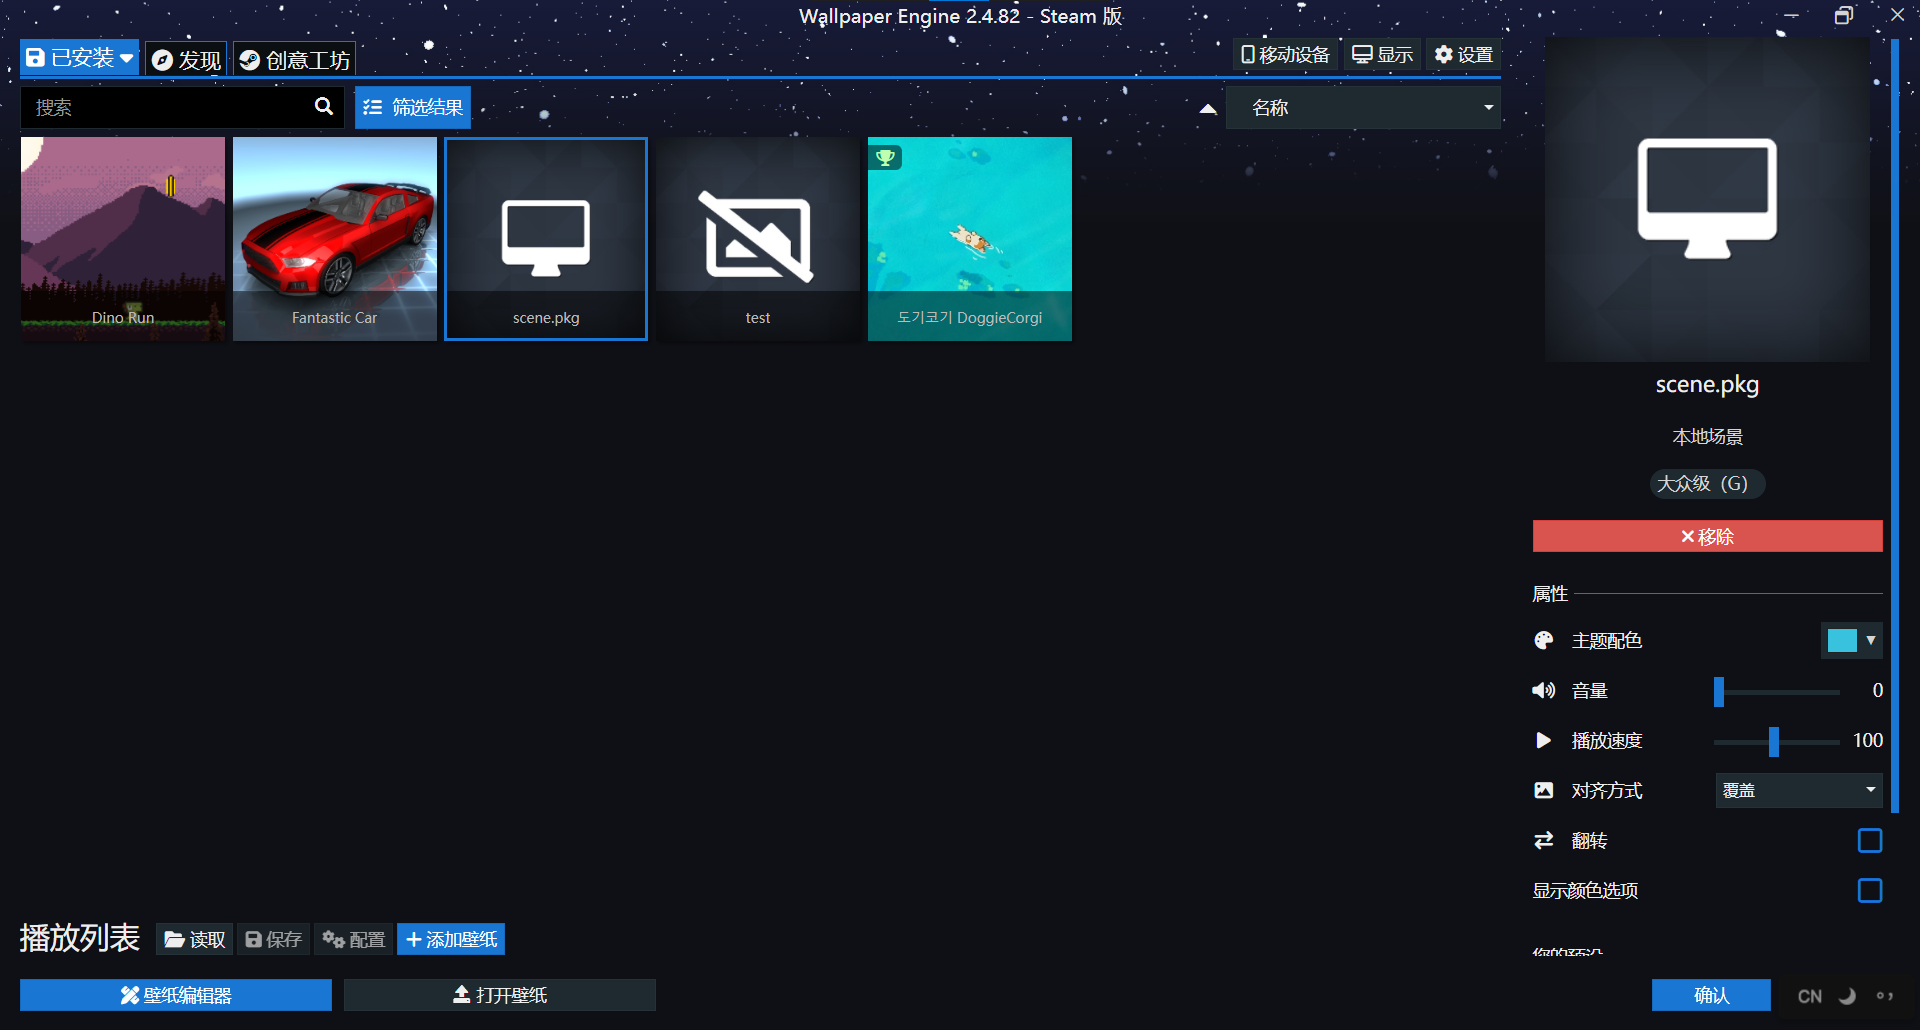 Wallpaper Engine 2.4.82 - Steam 版
已安装
发现
创意工坊
移动设备
显示
设置
搜索
筛选结果
名称
Dino Run
Fantastic Car
scene.pkg
test
도기코기 DoggieCorgi
scene.pkg
本地场景
大众级（G）
移除
属性
主题配色
音量
0
播放速度
100
对齐方式
覆盖
翻转
显示颜色选项
你的预设
播放列表
读取
保存
配置
添加壁纸
壁纸编辑器
打开壁纸
确认
CN